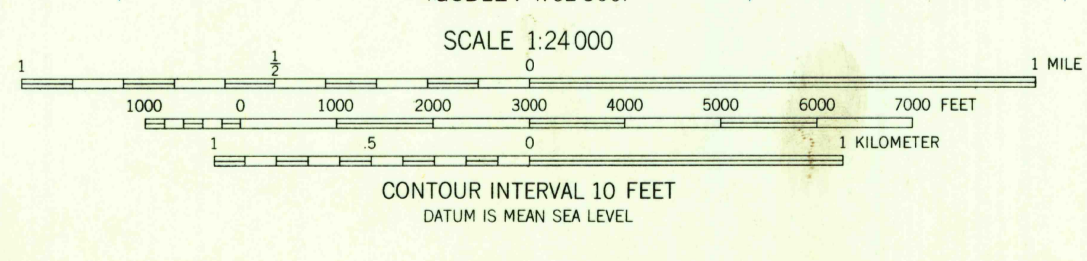 SCALE 1:24 000
1 1/2 0 1 MILE
1000 0 1000 2000 3000 4000 5000 6000 7000 FEET
1 .5 0 1 KILOMETER
CONTOUR INTERVAL 10 FEET
DATUM IS MEAN SEA LEVEL